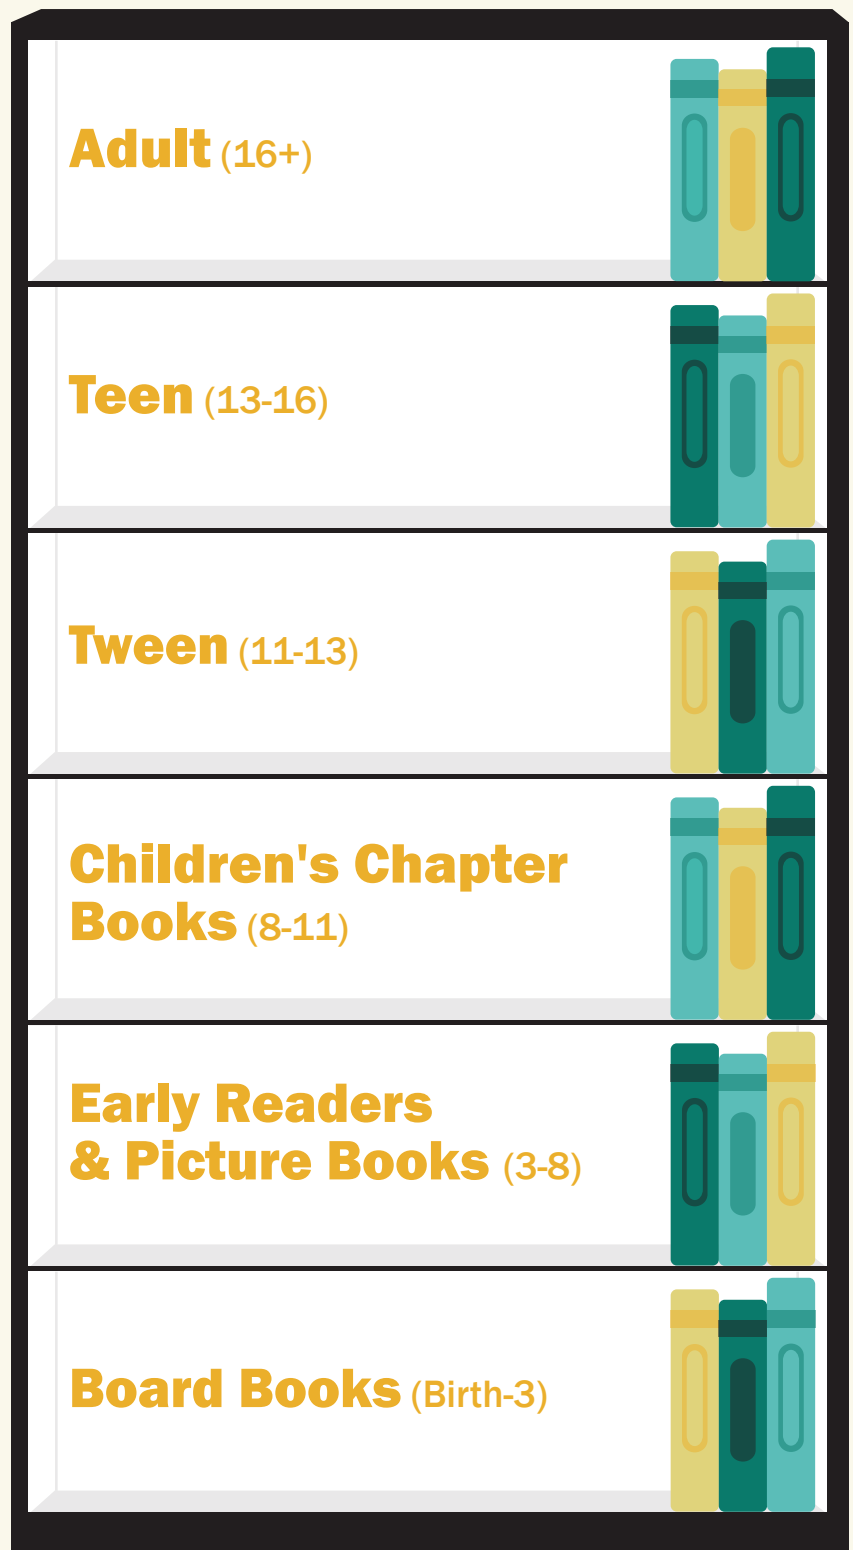 Adult (16+)
Teen (13-16)
Tween (11-13)
Children's Chapter
Books (8-11)
Early Readers
& Picture Books (3-8)
Board Books (Birth-3)